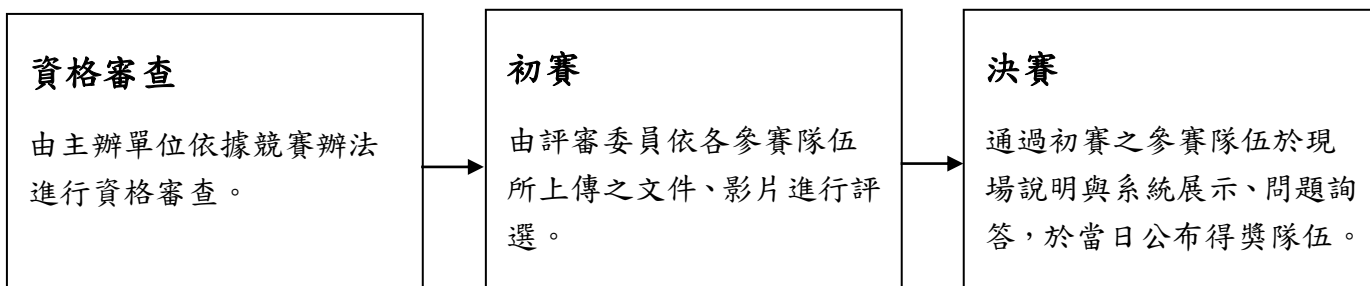 資格審查
由主辦單位依據競賽辦法
進行資格審查。
初賽
由評審委員依各參賽隊伍
所上傳之文件、影片進行評
選。
決賽
通過初賽之參賽隊伍於現
場說明與系統展示、問題詢
答，於當日公布得獎隊伍。